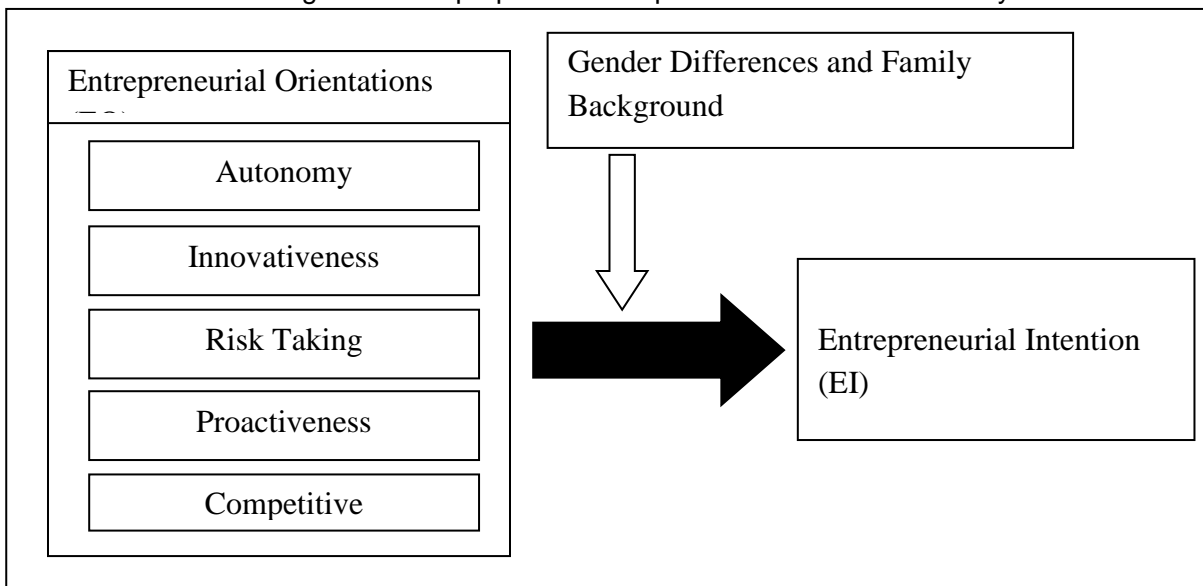 Entrepreneurial Orientations
Autonomy
Innovativeness
Risk Taking
Proactiveness
Competitive
Gender Differences and Family
Background
Entrepreneurial Intention
(EI)